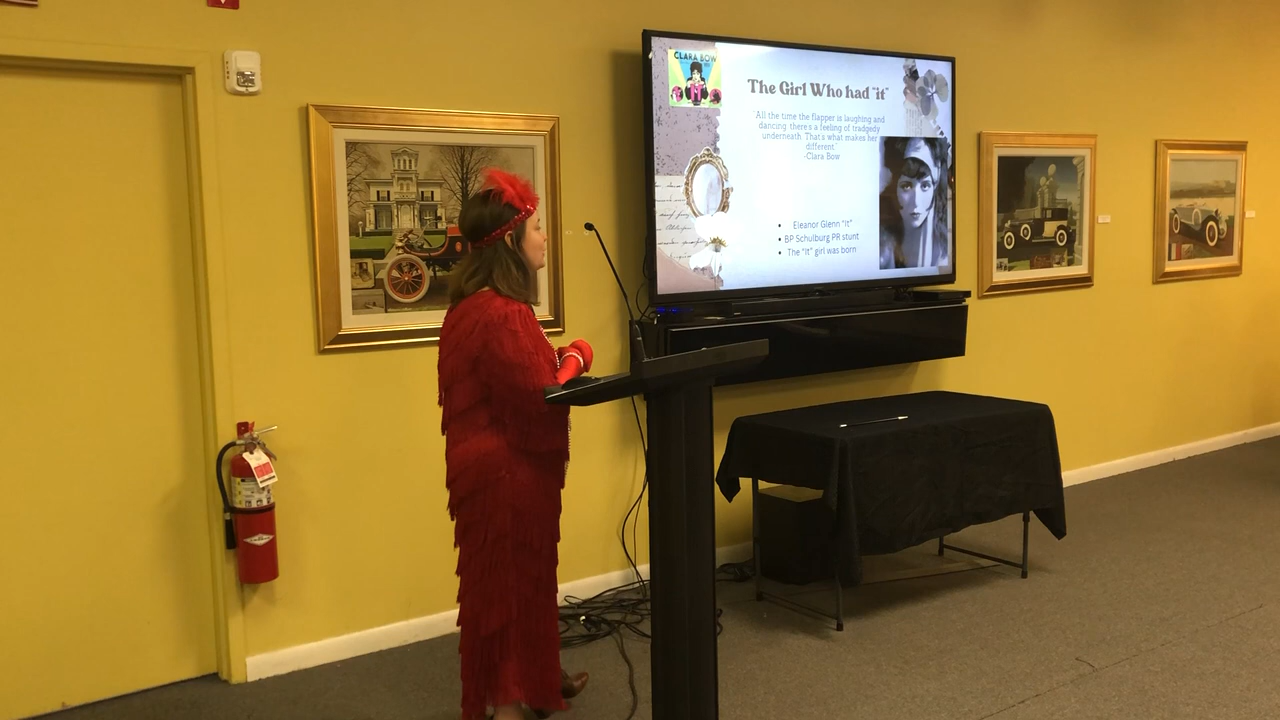 CLARA BOW
The Girl Who had "it"
"All the time the flapper is laughing and
dancing, there's a feeling of tradgedy
underneath. That's what makes her
different."
-Clara Bow
Eleanor Glenn "It"
BP Schulburg PR stunt
The "it" girl was born